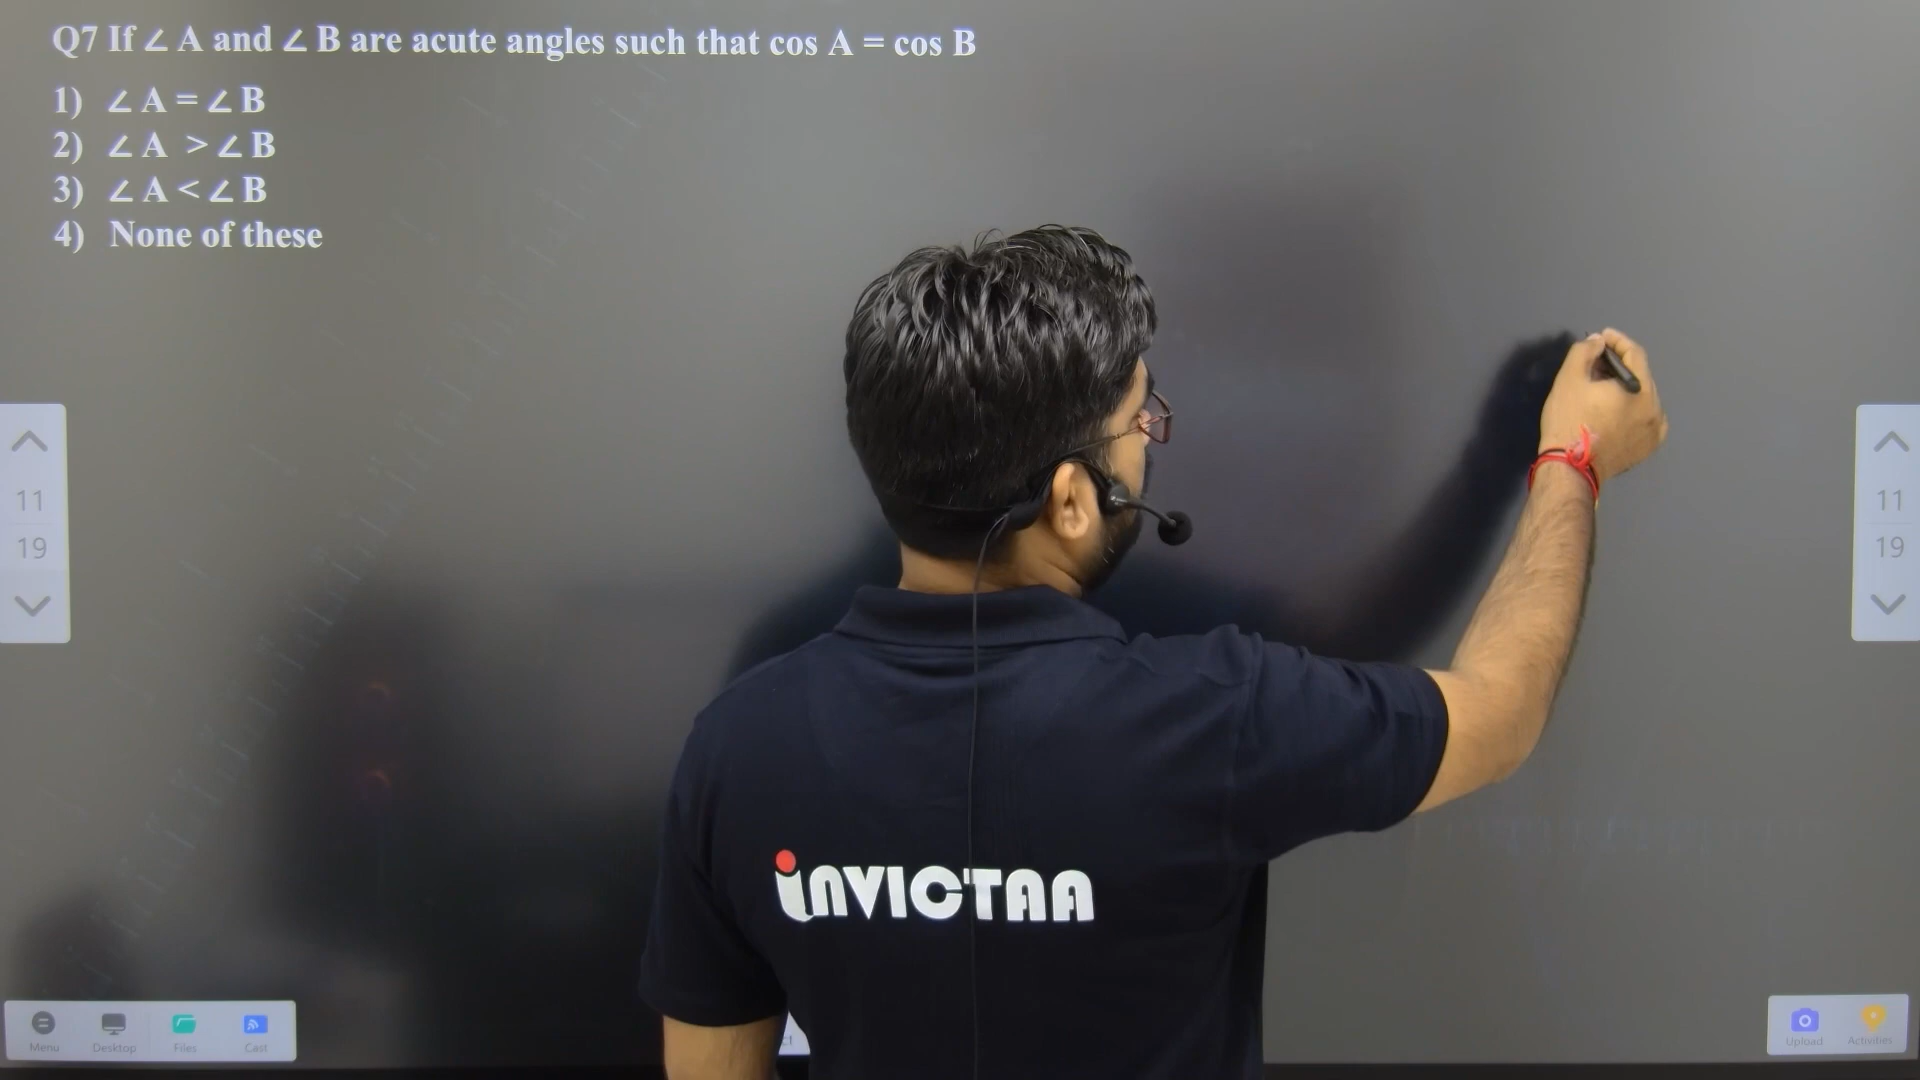 Q7 If ∠ A and ∠ B are acute angles such that cos A = cos B
1) ∠ A = ∠ B
2) ∠ A > ∠ B
3) ∠ A < ∠ B
4) None of these
11
19
11
19
iNVICTAA
Menu
Desktop
Files
Cast
Upload
Activities